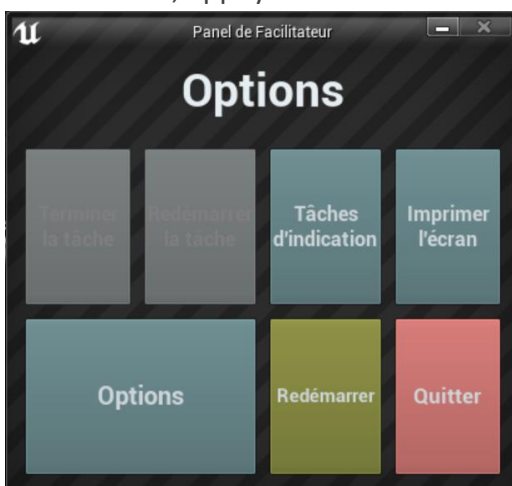 Panel de Facilitateur
Options
Terminer
la tâche
Redémarrer
la tâche
Tâches
d'indication
Imprimer
l'écran
Options
Redémarrer
Quitter